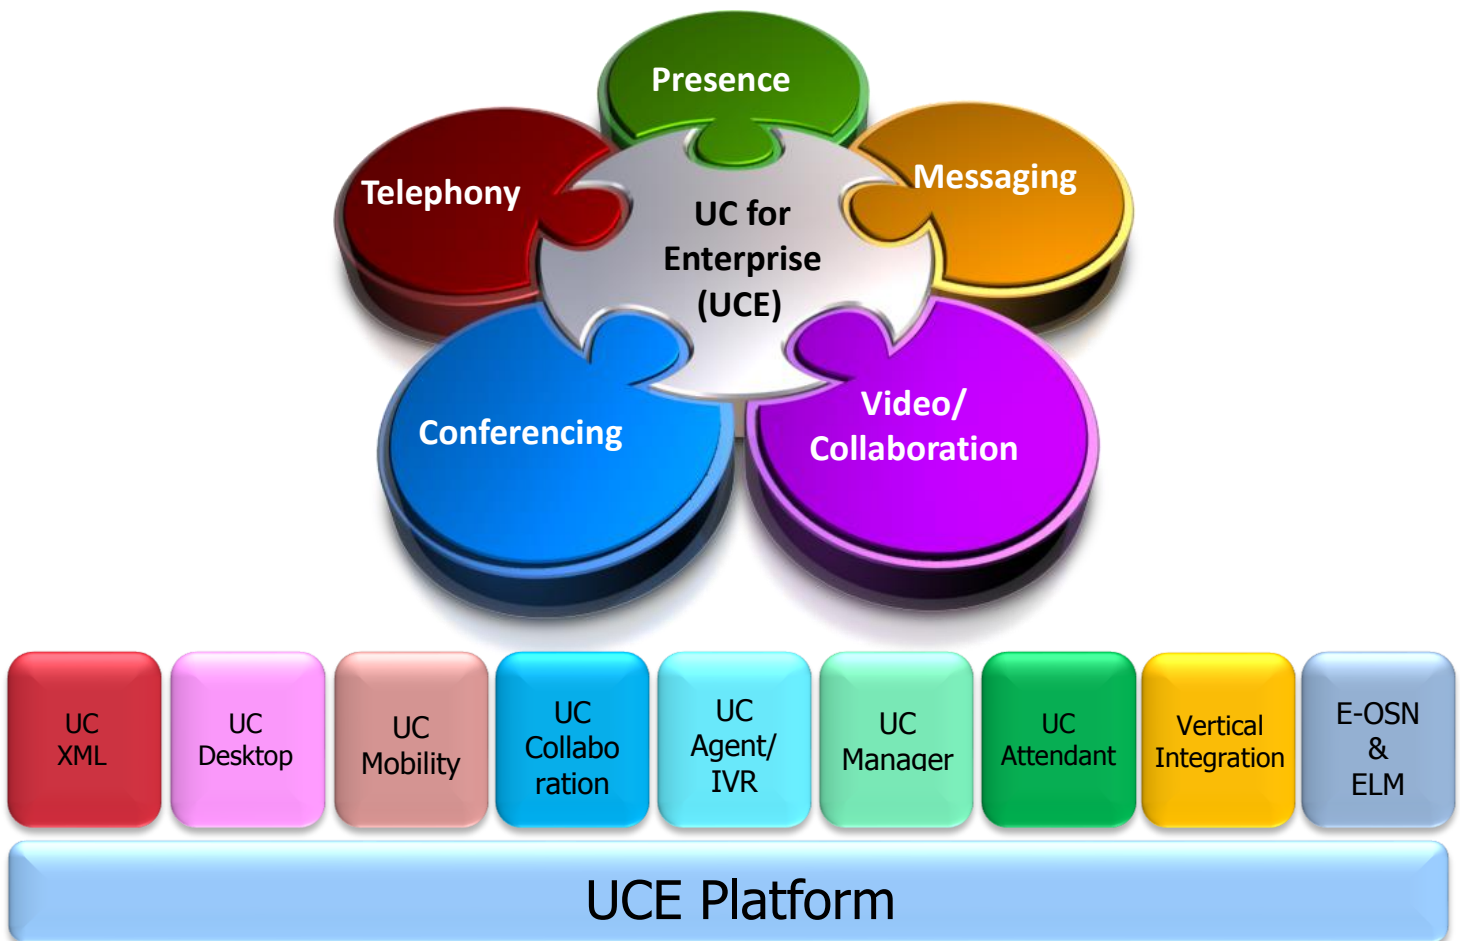 Presence
Telephony
Messaging
UC for
Enterprise
(UCE)
Conferencing
Video/
Collaboration
UC
XML
UC
Desktop
UC
Mobility
UC
Collabo
ration
UC
Agent/
IVR
UC
Manager
UC
Attendant
Vertical
Integration
E-OSN
&
ELM
UCE Platform